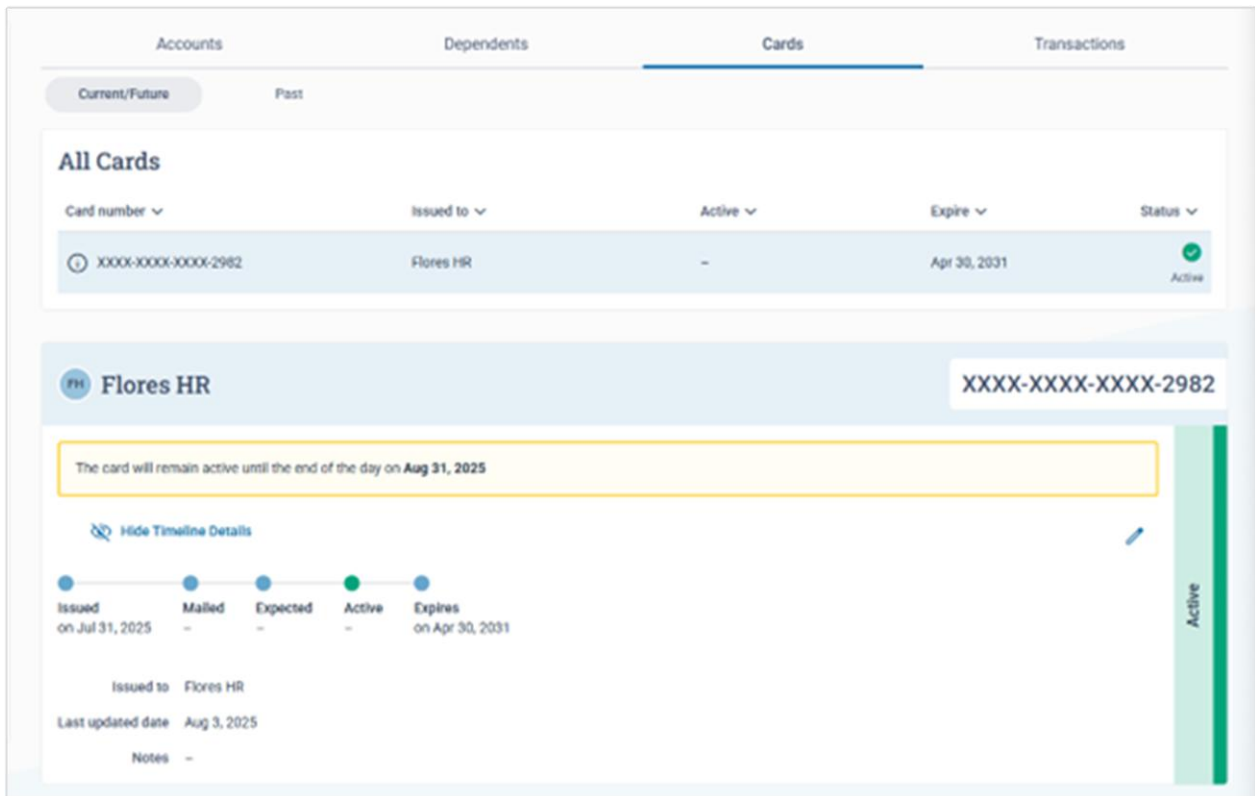 Accounts Dependents Cards Transactions
Current/Future Past
All Cards
Card number Issued to Active Expire Status
XXXX-XXXX-XXXX-2982 Flores HR – Apr 30, 2031 Active
FH Flores HR XXXX-XXXX-XXXX-2982
The card will remain active until the end of the day on Aug 31, 2025
Hide Timeline Details
Issued Mailed Expected Active Expires
on Jul 31, 2025 – – – on Apr 30, 2031
Active
Issued to Flores HR
Last updated date Aug 3, 2025
Notes –